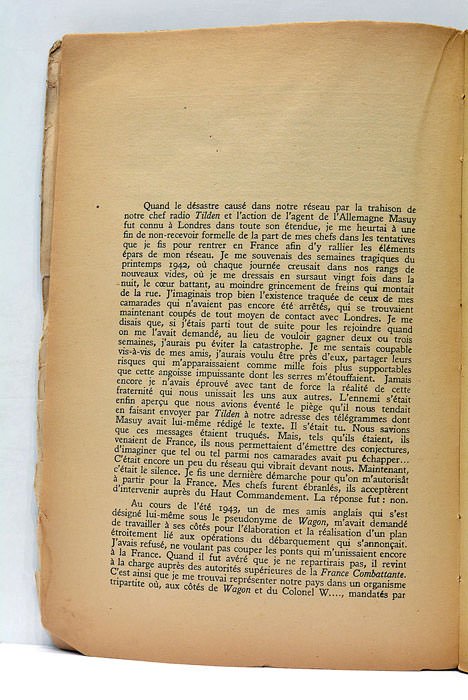 Quand le désastre causé dans notre réseau par la trahison de
notre chef radio Tilden et l'action de l'agent de l'Allemagne Masuy
fut connu à Londres dans toute son étendue, je me heurtai à une
fin de non-recevoir formelle de la part de mes chefs dans les tentatives
que je fis pour rentrer en France afin d'y rallier les éléments
épars de mon réseau. Je me souvenais des semaines tragiques du
printemps 1942, où chaque journée creusait dans nos rangs de
nouveaux vides, où je me dressais en sursaut vingt fois dans la
nuit, le cœur battant, au moindre grincement de freins qui montait
de la rue. J'imaginais trop bien l'existence traquée de ceux de mes
camarades qui n'avaient pas encore été arrêtés, qui se trouvaient
maintenant coupés de tout moyen de contact avec Londres. Je me
disais que, si j'étais parti tout de suite pour les rejoindre quand
on me l'avait demandé, au lieu de vouloir gagner deux ou trois
semaines, j'aurais pu éviter la catastrophe. Je me sentais coupable
vis-à-vis de mes amis, j'aurais voulu être près d'eux, partager leurs
risques qui m'apparaissaient comme mille fois plus supportables
que cette angoisse impuissante dont les serres m'étouffaient. Jamais
encore je n'avais éprouvé avec tant de force la réalité de cette
fraternité qui nous unissait les uns aux autres. L'ennemi s'était
enfin aperçu que nous avions éventé le piège qu'il nous tendait
en faisant envoyer par Tilden à notre adresse des télégrammes dont
Masuy avait lui-même rédigé le texte. Il s'était tu. Nous savions
que ces messages étaient truqués. Mais, tels qu'ils étaient, ils
venaient de France, ils nous permettaient d'émettre des conjectures,
d'imaginer que tel ou tel parmi nos camarades avait pu échapper...
C'était encore un peu du réseau qui vibrait devant nous. Maintenant,
c'était le silence. Je fis une dernière démarche pour qu'on m'autorisât
à partir pour la France. Mes chefs furent ébranlés, ils acceptèrent
d'intervenir auprès du Haut Commandement. La réponse fut : non.
Au cours de l'été 1943, un de mes amis anglais qui s'est
désigné lui-même sous le pseudonyme de Wagon, m'avait demandé
de travailler à ses côtés pour l'élaboration et la réalisation d'un plan
étroitement lié aux opérations du débarquement qui s'annonçait.
J'avais refusé, ne voulant pas couper les ponts qui m'unissaient encore
à la France. Quand il fut avéré que je ne repartirais pas, il revint
à la charge auprès des autorités supérieures de la France Combattante.
C'est ainsi que je me trouvai représenter notre pays dans un organisme
tripartite où, aux côtés de Wagon et du Colonel W...., mandatés par